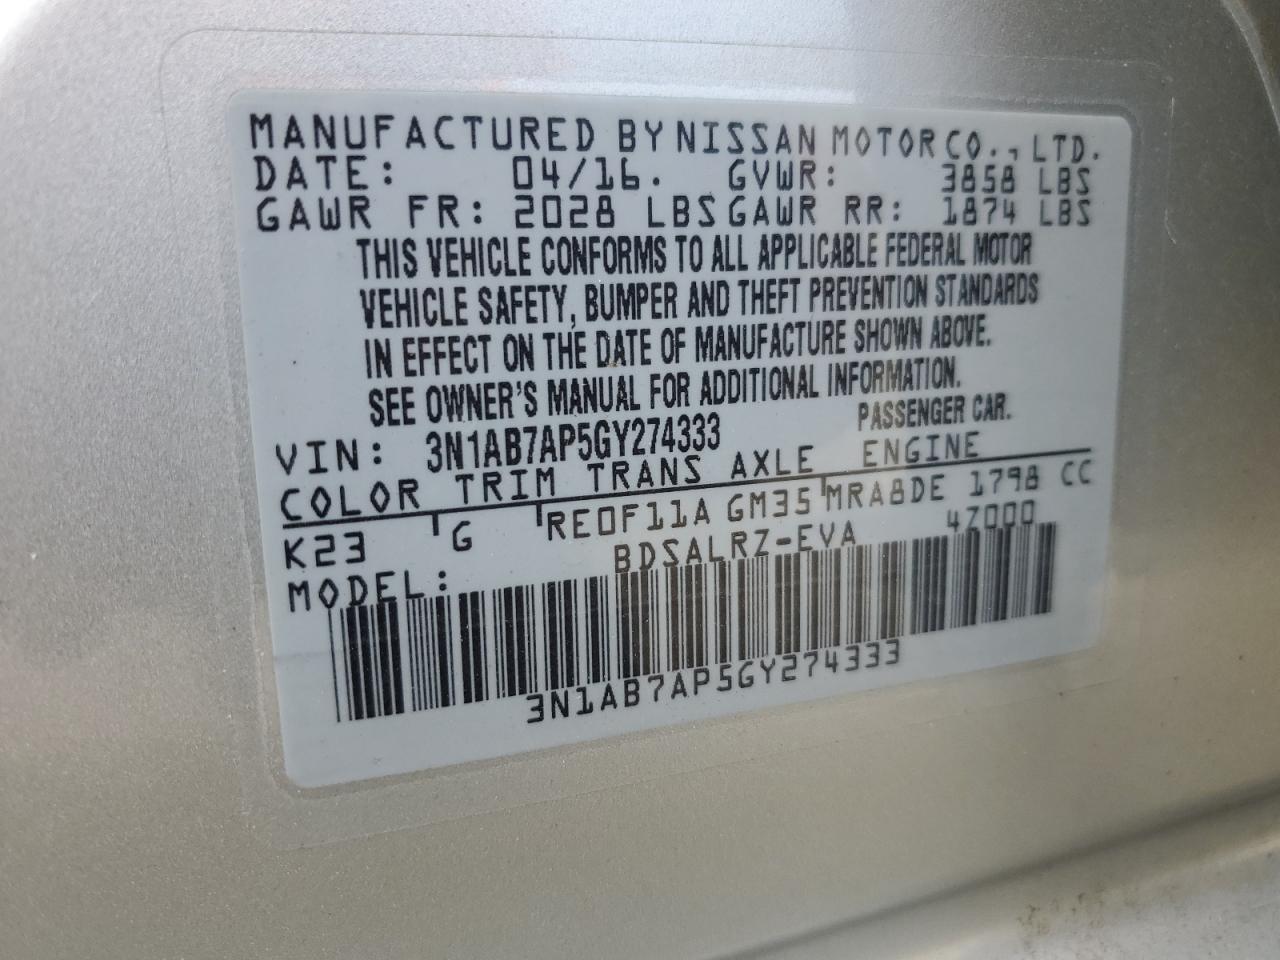 MANUFACTURED BY NISSAN MOTOR CO., LTD.
DATE: 04/16. GVWR: 3858 LBS
GAWR FR: 2028 LBS GAWR RR: 1874 LBS
THIS VEHICLE CONFORMS TO ALL APPLICABLE FEDERAL MOTOR
VEHICLE SAFETY, BUMPER AND THEFT PREVENTION STANDARDS
IN EFFECT ON THE DATE OF MANUFACTURE SHOWN ABOVE.
SEE OWNER'S MANUAL FOR ADDITIONAL INFORMATION.
VIN: 3N1AB7AP5GY274333 PASSENGER CAR.
COLOR TRIM TRANS AXLE ENGINE
K23 G RE0F11A GM35 MRA8DE 1798 CC
MODEL: BDSALRZ-EVA 4Z000
3N1AB7AP5GY274333